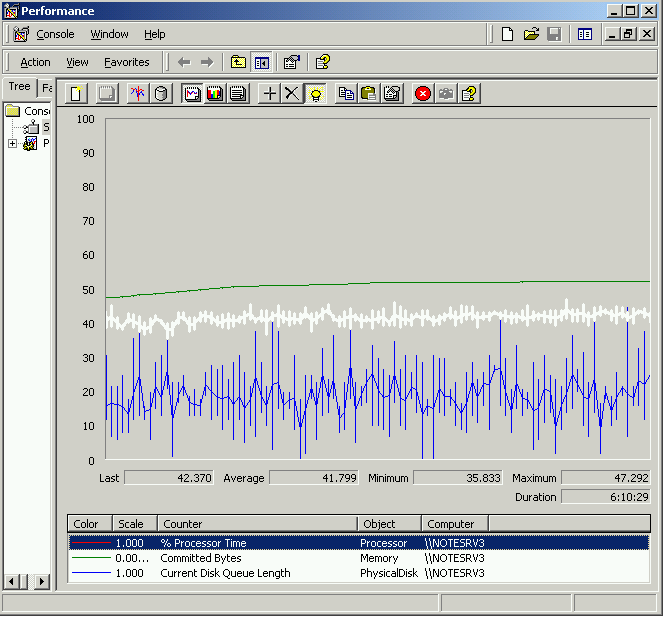 Performance
Console Window Help
Action View Favorites
Tree Fa
Conso
S
P
100
90
80
70
60
50
40
30
20
10
0
Last 42.370 Average 41.799 Minimum 35.833 Maximum 47.292
Duration 6:10:29
Color Scale Counter Object Computer
1.000 % Processor Time Processor \\NOTESRV3
0.00... Committed Bytes Memory \\NOTESRV3
1.000 Current Disk Queue Length PhysicalDisk \\NOTESRV3